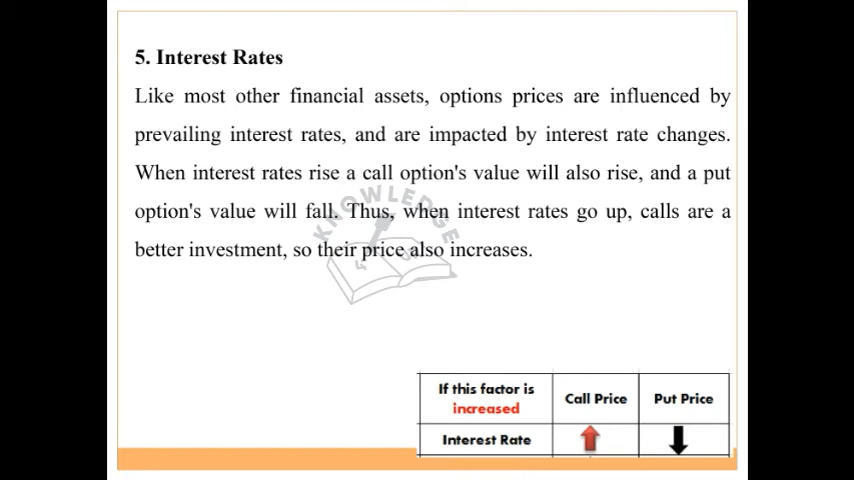 5. Interest Rates
Like most other financial assets, options prices are influenced by
prevailing interest rates, and are impacted by interest rate changes.
When interest rates rise a call option's value will also rise, and a put
option's value will fall. Thus, when interest rates go up, calls are a
better investment, so their price also increases.
KNOWLEDGE
If this factor is increased Call Price Put Price
Interest Rate